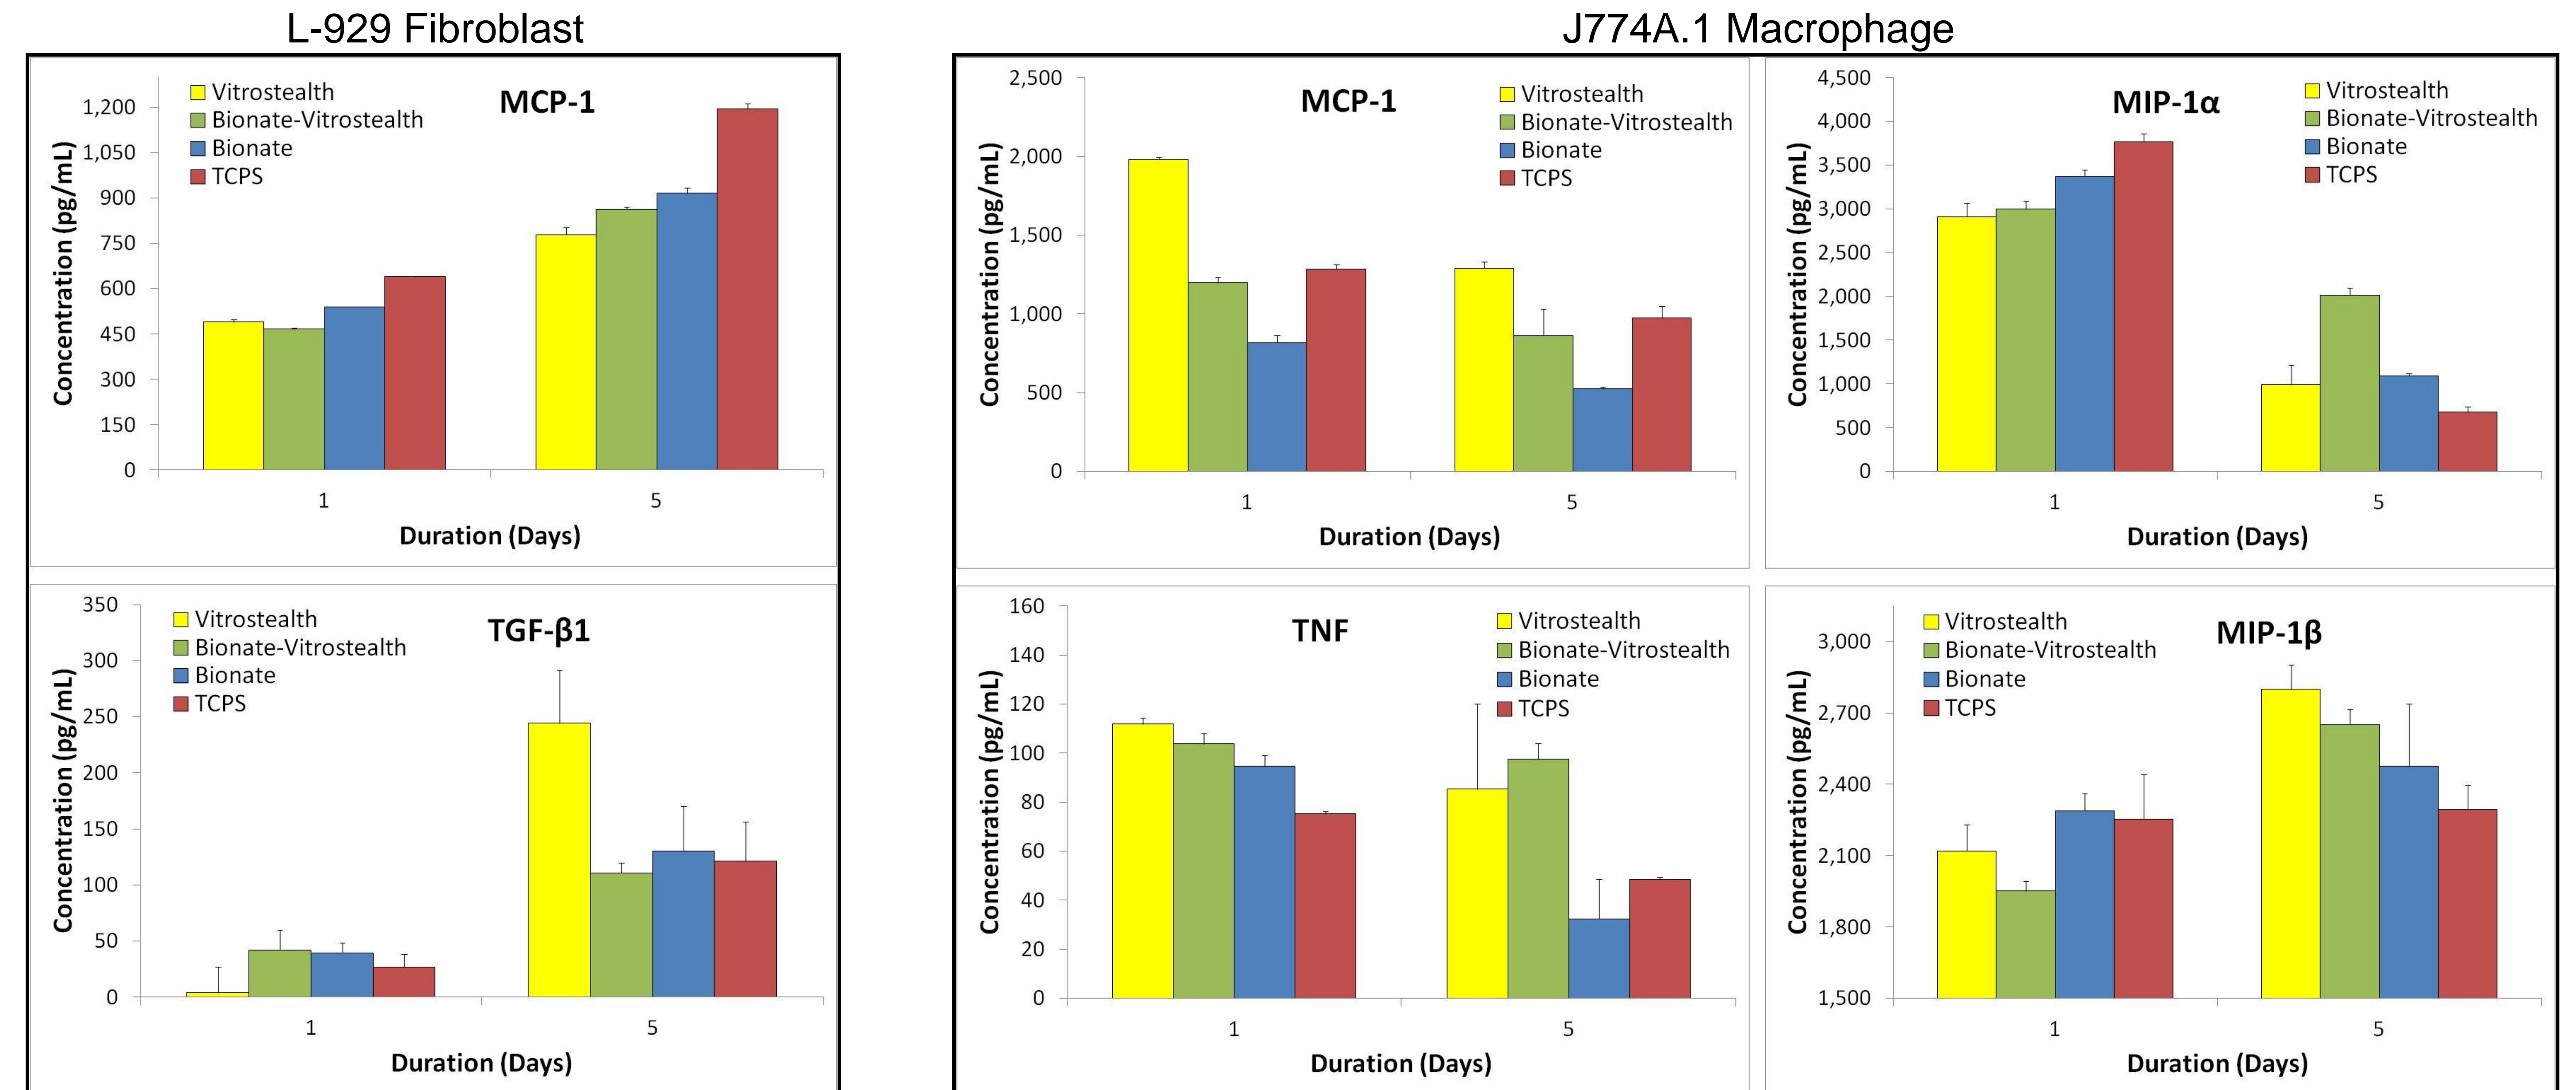 L-929 Fibroblast
J774A.1 Macrophage
MCP-1
Vitrostealth
Bionate-Vitrostealth
Bionate
TCPS
Concentration (pg/mL)
1,200
1,050
900
750
600
450
300
150
0
1 5
Duration (Days)
MCP-1
Vitrostealth
Bionate-Vitrostealth
Bionate
TCPS
Concentration (pg/mL)
2,500
2,000
1,500
1,000
500
0
1 5
Duration (Days)
MIP-1α
Vitrostealth
Bionate-Vitrostealth
Bionate
TCPS
Concentration (pg/mL)
4,500
4,000
3,500
3,000
2,500
2,000
1,500
1,000
500
0
1 5
Duration (Days)
TGF-β1
Vitrostealth
Bionate-Vitrostealth
Bionate
TCPS
Concentration (pg/mL)
350
300
250
200
150
100
50
0
1 5
Duration (Days)
TNF
Vitrostealth
Bionate-Vitrostealth
Bionate
TCPS
Concentration (pg/mL)
160
140
120
100
80
60
40
20
0
1 5
Duration (Days)
MIP-1β
Vitrostealth
Bionate-Vitrostealth
Bionate
TCPS
Concentration (pg/mL)
3,000
2,700
2,400
2,100
1,800
1,500
1 5
Duration (Days)